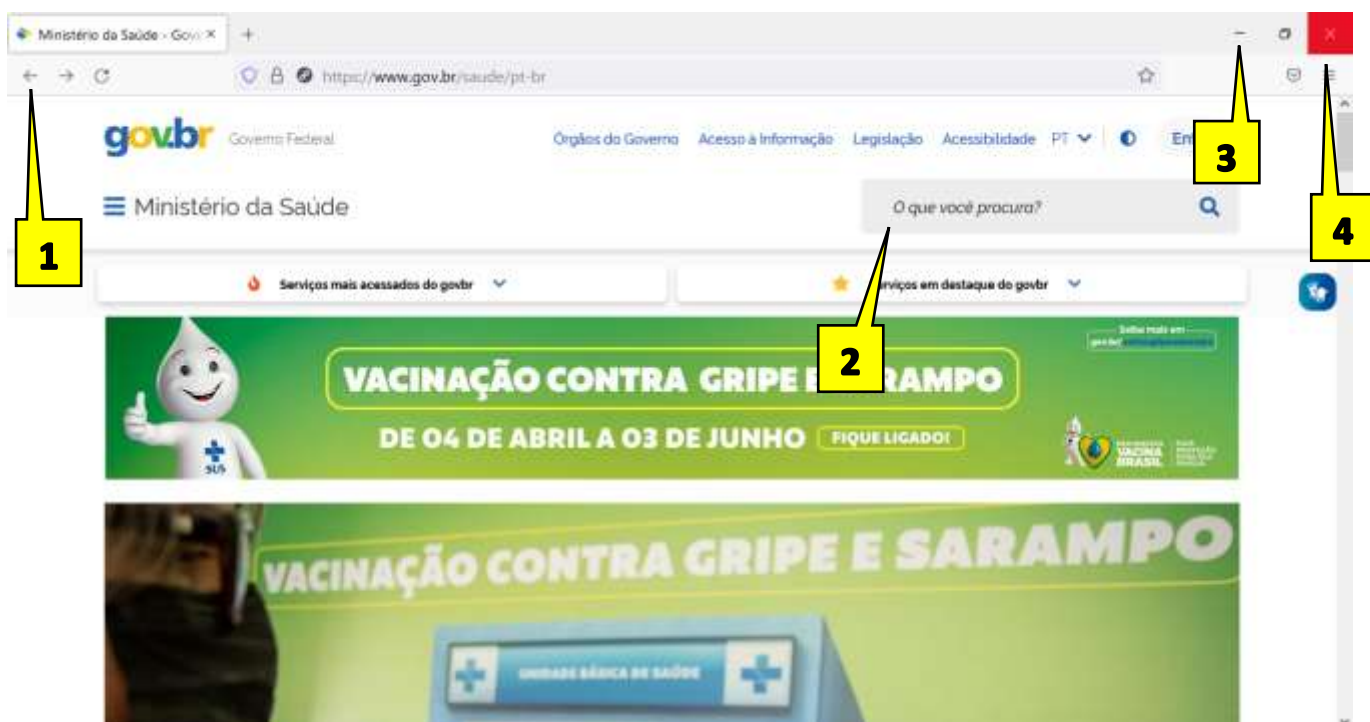 Ministério da Saúde - Gov
https://www.gov.br/saude/pt-br
gov.br Governo Federal Órgãos do Governo Acesso à Informação Legislação Acessibilidade PT
3
Ministério da Saúde O que você procura?
1
4
Serviços mais acessados do govbr em destaque do govbr
2
Saiba mais em
VACINAÇÃO CONTRA GRIPE E
DE 04 DE ABRIL A 03 DE JUNHO FIQUE LIGADO!
SUS
VACINA
BRASIL
VACINAÇÃO CONTRA GRIPE E SARAMPO
UNIDADE BÁSICA DE SAÚDE